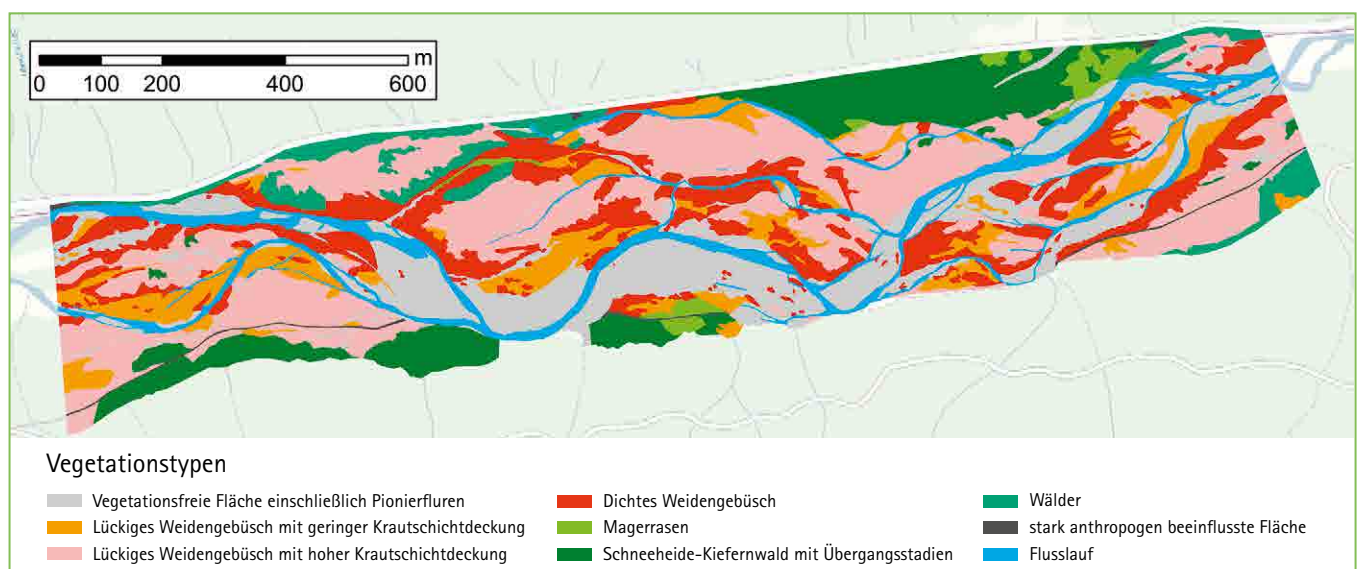 m
0 100 200 400 600
Vegetationstypen
Vegetationsfreie Fläche einschließlich Pionierfluren
Lückiges Weidengebüsch mit geringer Krautschichtdeckung
Lückiges Weidengebüsch mit hoher Krautschichtdeckung
Dichtes Weidengebüsch
Magerrasen
Schneeheide-Kiefernwald mit Übergangsstadien
Wälder
stark anthropogen beeinflusste Fläche
Flusslauf